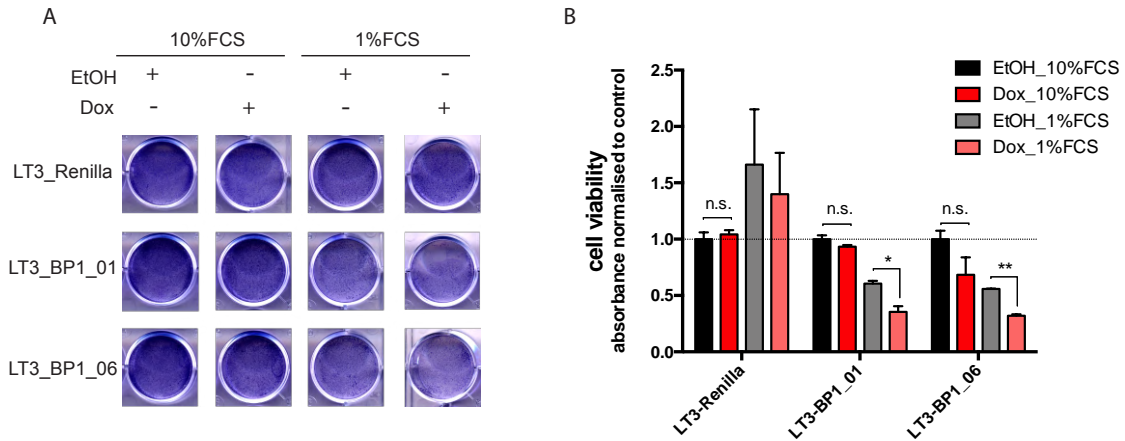 A
10%FCS 1%FCS
EtOH + - + -
Dox - + - +
LT3_Renilla
LT3_BP1_01
LT3_BP1_06
B
EtOH_10%FCS
Dox_10%FCS
EtOH_1%FCS
Dox_1%FCS
cell viability
absorbance normalised to control
2.5
2.0
1.5
1.0
0.5
0.0
n.s.
n.s.
*
n.s.
**
LT3-Renilla
LT3-BP1_01
LT3-BP1_06